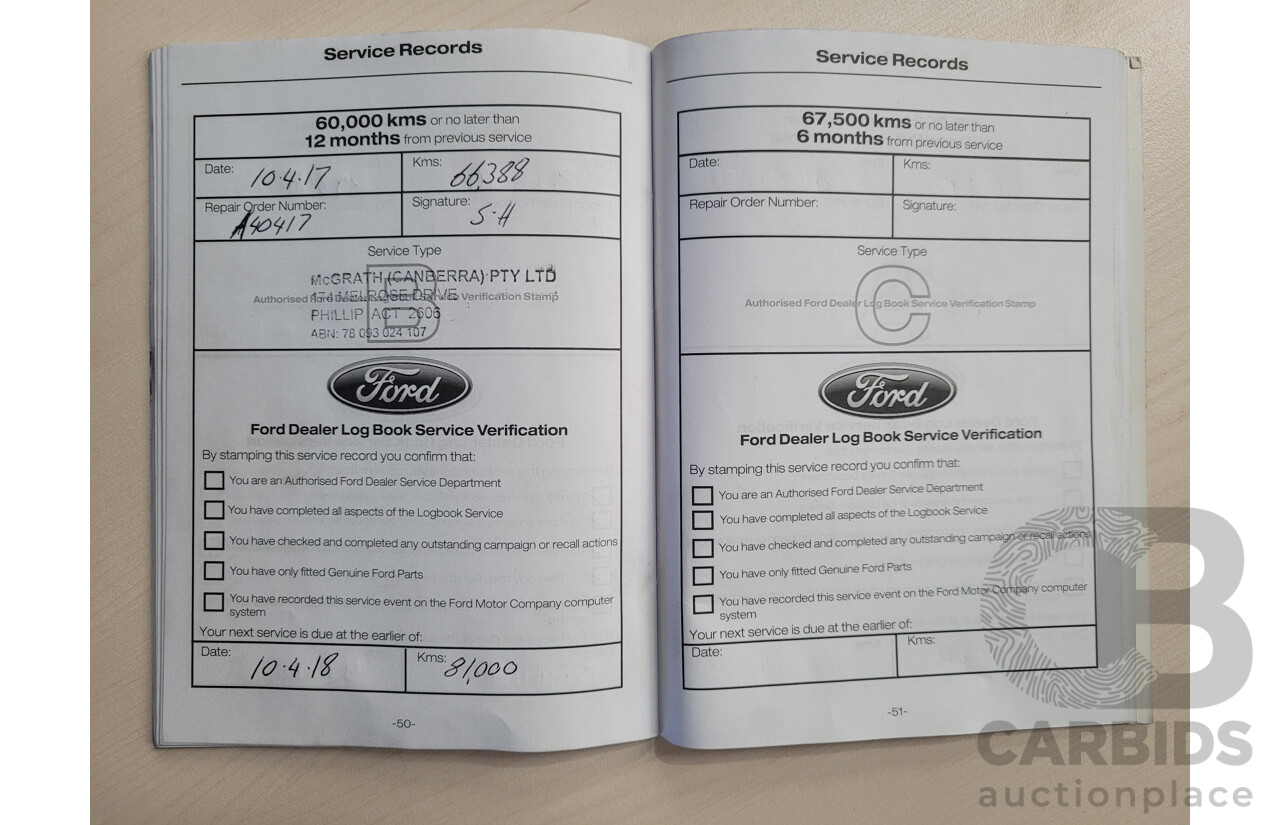 Service Records
60,000 kms or no later than
12 months from previous service
Date: 10.4.17
Kms: 66,388
Repair Order Number: A40417
Signature: S.H
Service Type
B
McGRATH (CANBERRA) PTY LTD
174 MELROSE DRIVE
Authorised Ford Dealer Log Book Service Verification Stamp
PHILLIP ACT 2606
ABN: 78 093 024 107
Ford
Ford Dealer Log Book Service Verification
By stamping this service record you confirm that:
You are an Authorised Ford Dealer Service Department
You have completed all aspects of the Logbook Service
You have checked and completed any outstanding campaign or recall actions
You have only fitted Genuine Ford Parts
You have recorded this service event on the Ford Motor Company computer
system
Your next service is due at the earlier of:
Date: 10.4.18
Kms: 81,000
-50-
Service Records
67,500 kms or no later than
6 months from previous service
Date:
Kms:
Repair Order Number:
Signature:
Service Type
C
Authorised Ford Dealer Log Book Service Verification Stamp
Ford
Ford Dealer Log Book Service Verification
By stamping this service record you confirm that:
You are an Authorised Ford Dealer Service Department
You have completed all aspects of the Logbook Service
You have checked and completed any outstanding campaign or recall actions
You have only fitted Genuine Ford Parts
You have recorded this service event on the Ford Motor Company computer
system
Your next service is due at the earlier of:
Date:
Kms:
-51-
CB
CARBIDS
auctionplace